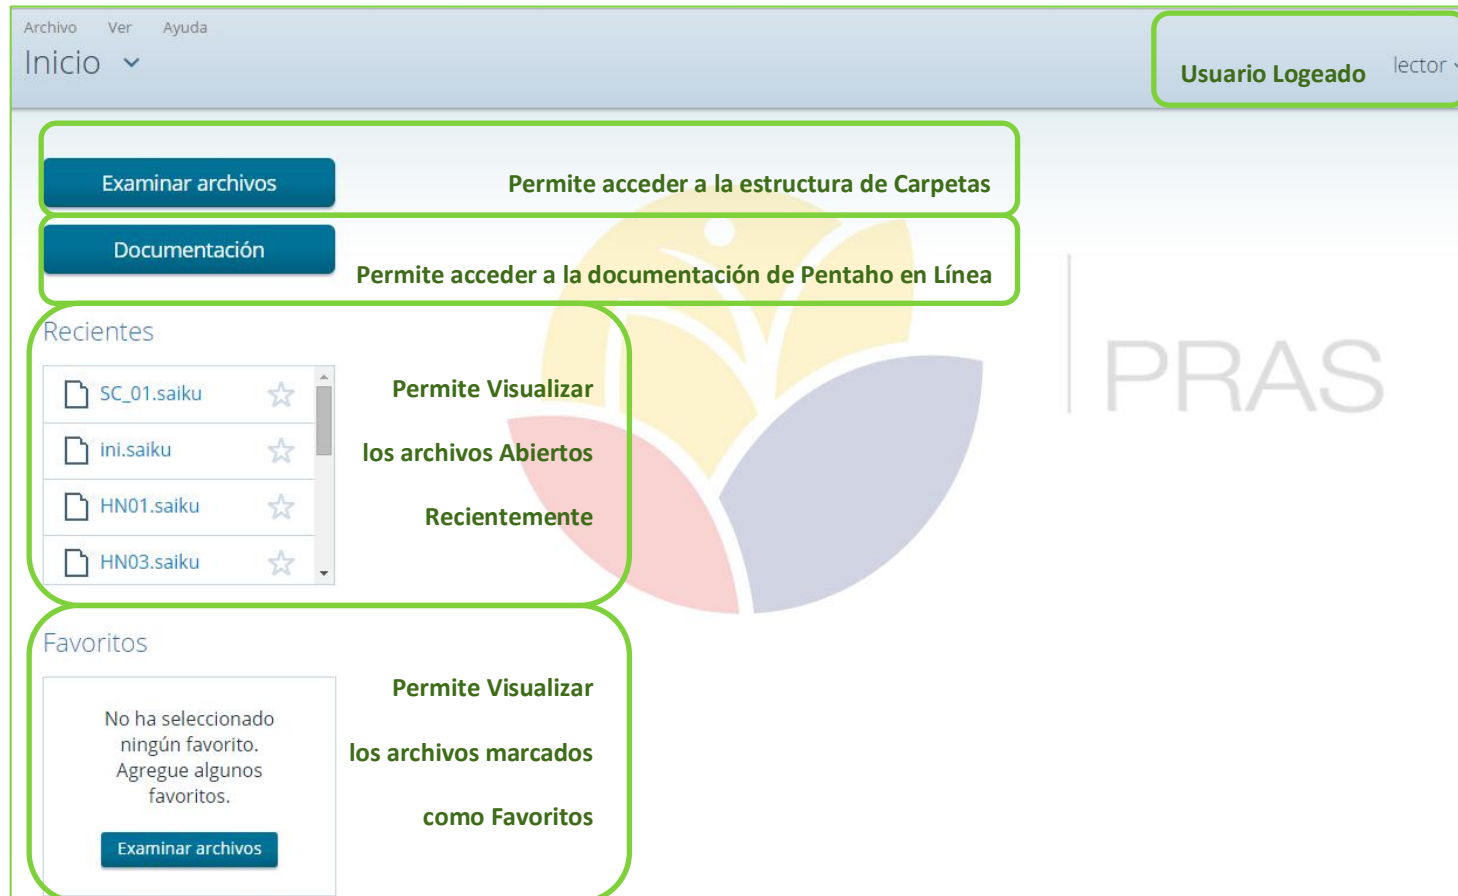 Archivo Ver Ayuda
Inicio
Usuario Logeado lector
Examinar archivos Permite acceder a la estructura de Carpetas
Documentación
Permite acceder a la documentación de Pentaho en Línea
Recientes
SC_01.saiku
ini.saiku
HN01.saiku
HN03.saiku
Permite Visualizar
los archivos Abiertos
Recientemente
PRAS
Favoritos
No ha seleccionado
ningún favorito.
Agregue algunos
favoritos.
Examinar archivos
Permite Visualizar
los archivos marcados
como Favoritos